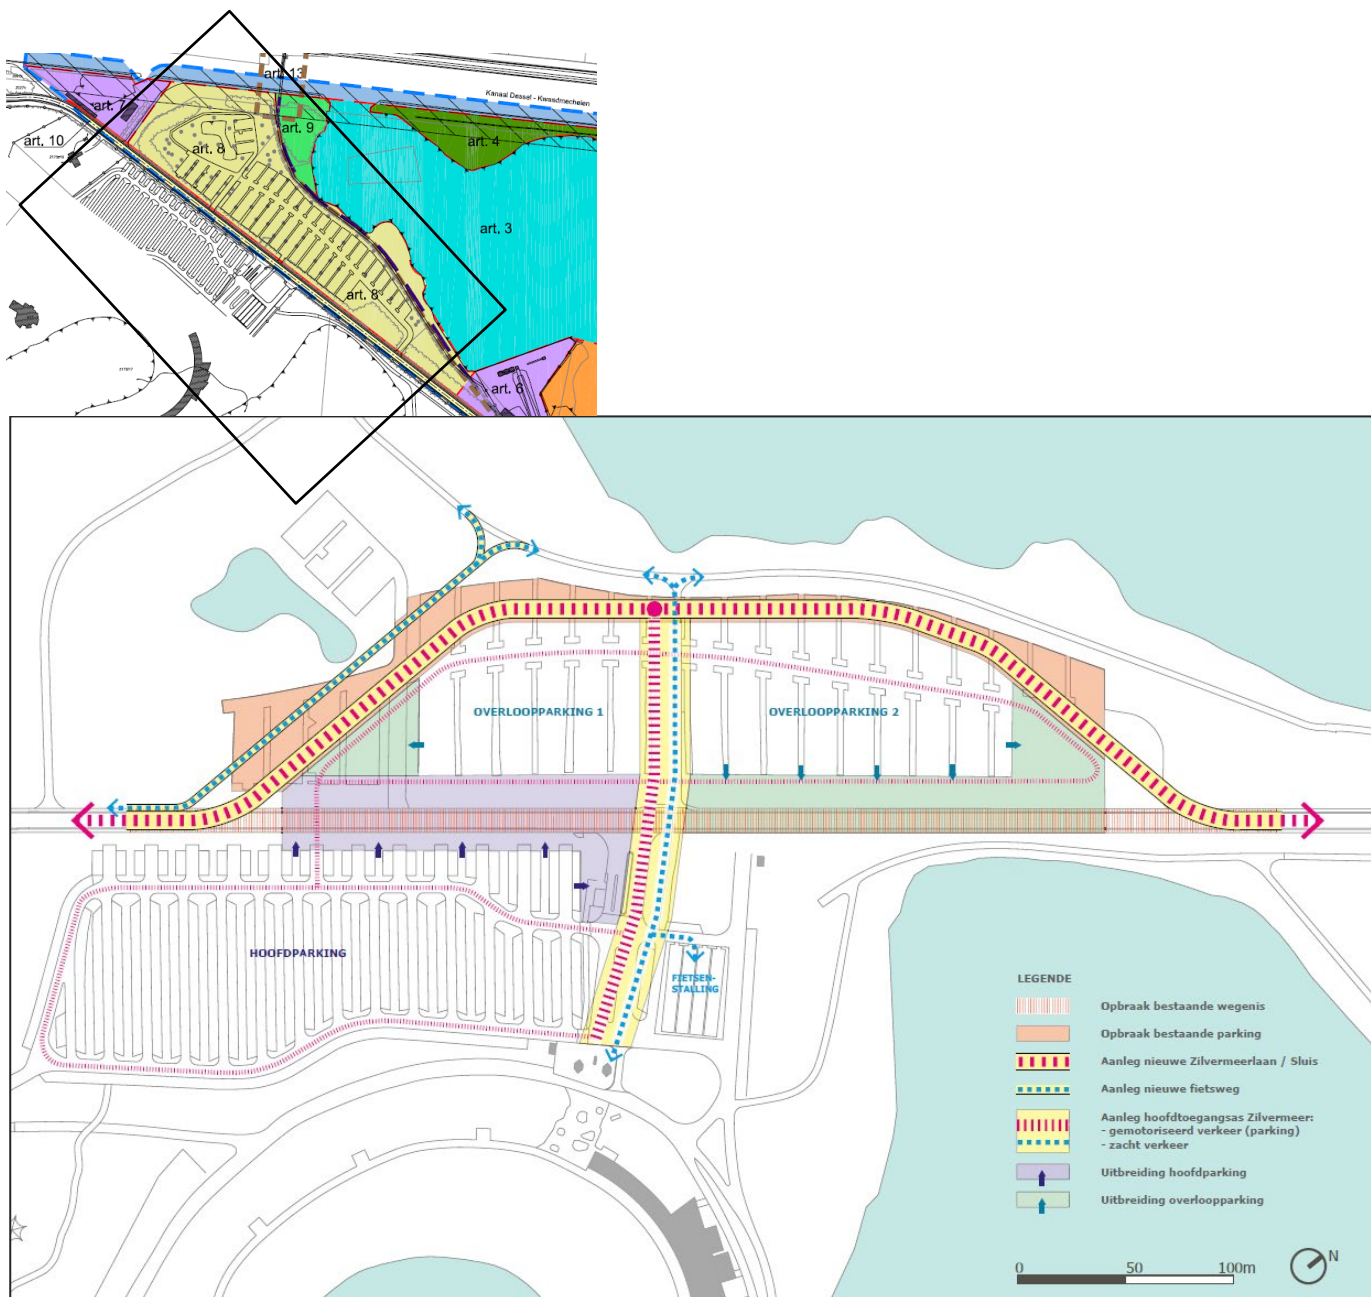 art. 13
Kanaal Dessel - Kwaadmechelen
art. 7
art. 9
art. 4
art. 10
art. 8
art. 3
art. 8
art. 6
OVERLOOPPARKING 1
OVERLOOPPARKING 2
HOOFDPARKING
FIETSEN-
STALLING
LEGENDE
Opbraak bestaande wegenis
Opbraak bestaande parking
Aanleg nieuwe Zilvermeerlaan / Sluis
Aanleg nieuwe fietsweg
Aanleg hoofdtoegangsas Zilvermeer:
- gemotoriseerd verkeer (parking)
- zacht verkeer
Uitbreiding hoofdparking
Uitbreiding overloopparking
0 50 100m
N